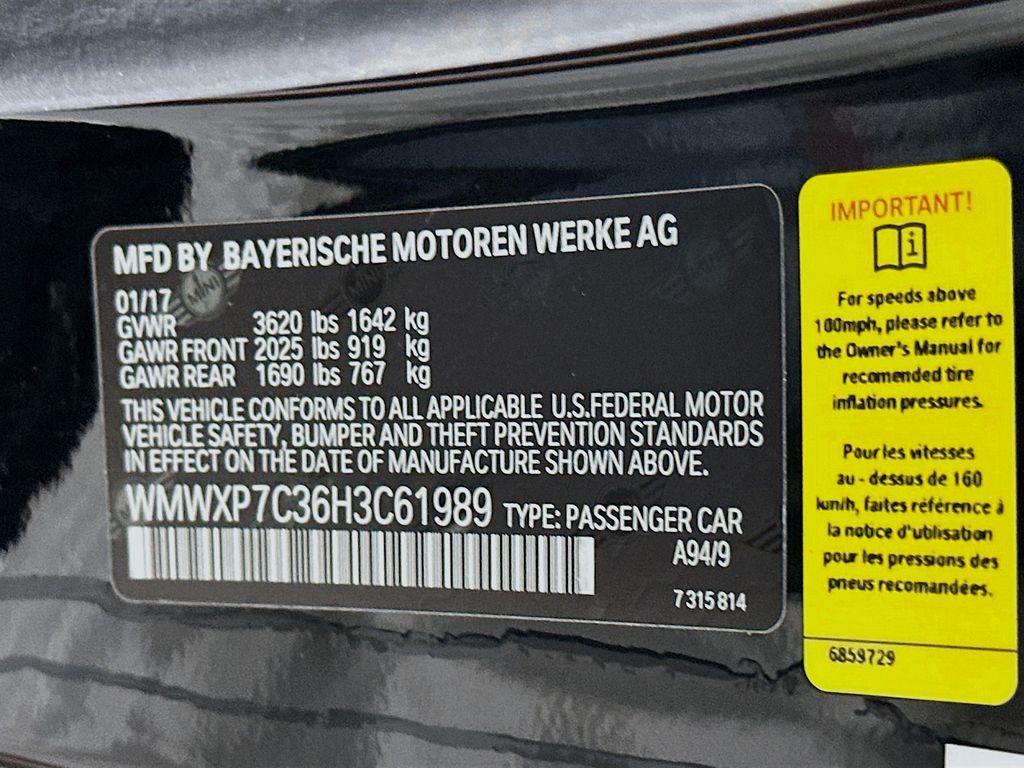 MFD BY BAYERISCHE MOTOREN WERKE AG
MINI
01/17
GVWR 3620 lbs 1642 kg
GAWR FRONT 2025 lbs 919 kg
GAWR REAR 1690 lbs 767 kg
THIS VEHICLE CONFORMS TO ALL APPLICABLE U.S.FEDERAL MOTOR
VEHICLE SAFETY, BUMPER AND THEFT PREVENTION STANDARDS
IN EFFECT ON THE DATE OF MANUFACTURE SHOWN ABOVE.
WMWXP7C36H3C61989 TYPE: PASSENGER CAR
A94/9
7315814
IMPORTANT!
i
For speeds above
100mph, please refer to
the Owner's Manual for
recomended tire
inflation pressures.
Pour les vitesses
au - dessus de 160
km/h, faites référence à
la notice d'utilisation
pour les pressions des
pneus recomandées.
6859729